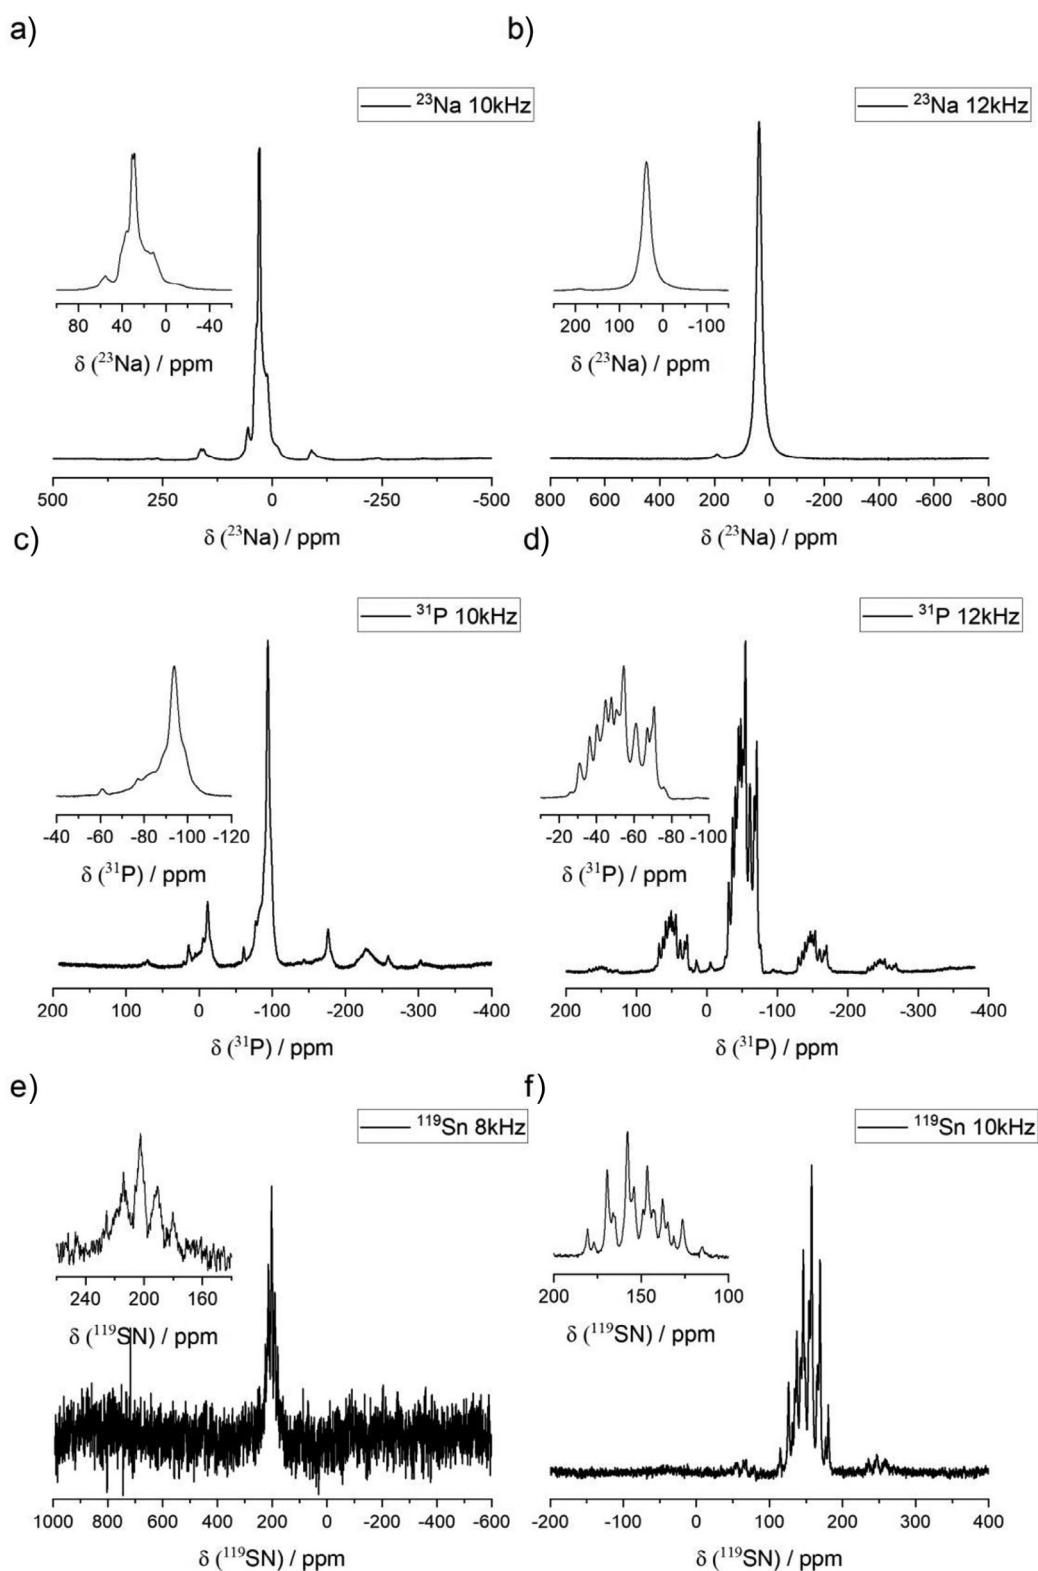 a)
b)
²³Na 10kHz
²³Na 12kHz
80 40 0 -40
δ (²³Na) / ppm
200 100 0 -100
δ (²³Na) / ppm
500 250 0 -250 -500
δ (²³Na) / ppm
800 600 400 200 0 -200 -400 -600 -800
δ (²³Na) / ppm
c)
d)
³¹P 10kHz
³¹P 12kHz
-40 -60 -80 -100 -120
δ (³¹P) / ppm
-20 -40 -60 -80 -100
δ (³¹P) / ppm
200 100 0 -100 -200 -300 -400
δ (³¹P) / ppm
200 100 0 -100 -200 -300 -400
δ (³¹P) / ppm
e)
f)
¹¹⁹Sn 8kHz
¹¹⁹Sn 10kHz
240 200 160
δ (¹¹⁹SN) / ppm
200 150 100
δ (¹¹⁹SN) / ppm
1000 800 600 400 200 0 -200 -400 -600
δ (¹¹⁹SN) / ppm
-200 -100 0 100 200 300 400
δ (¹¹⁹SN) / ppm